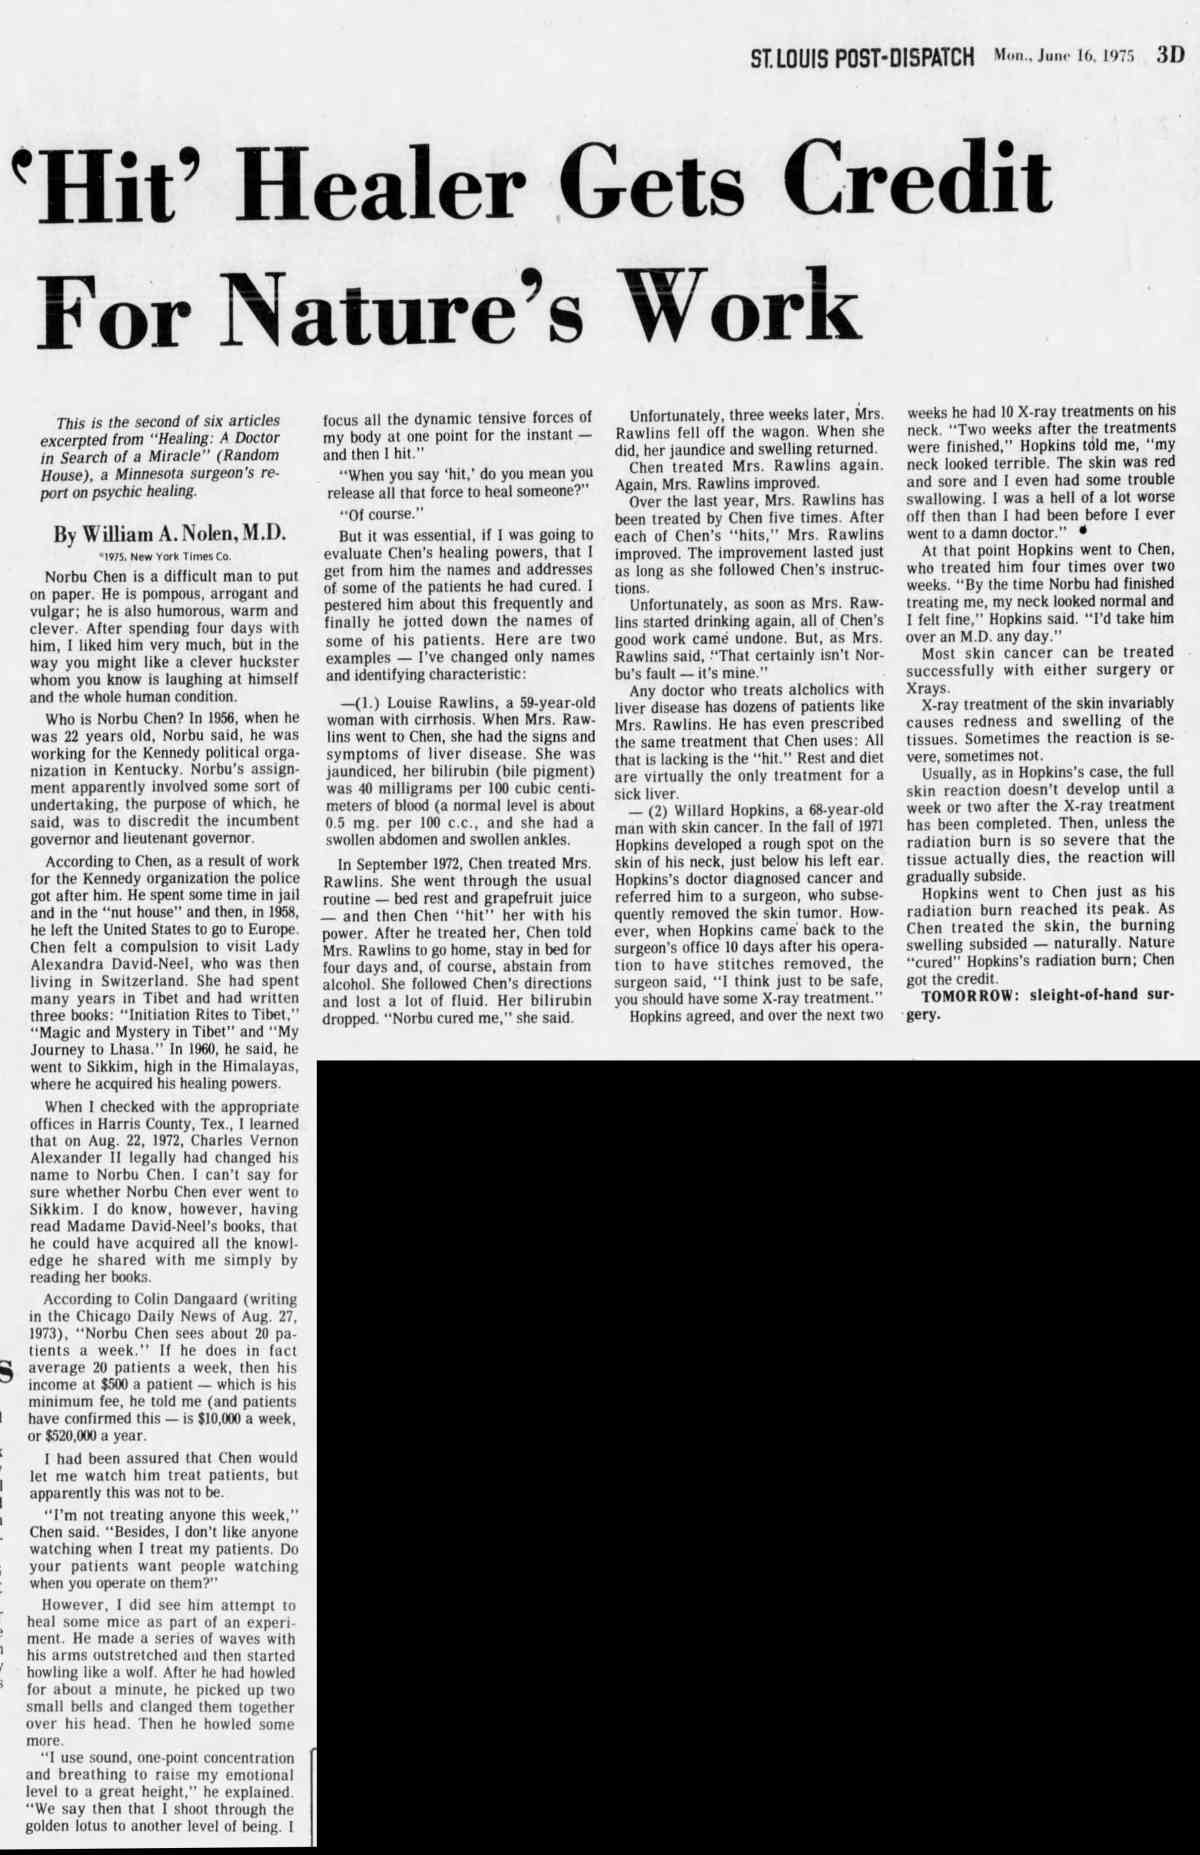 ST. LOUIS POST-DISPATCH Mon., June 16, 1975 3D
‘Hit’ Healer Gets Credit
For Nature’s Work
This is the second of six articles
excerpted from “Healing: A Doctor
in Search of a Miracle” (Random
House), a Minnesota surgeon’s re-
port on psychic healing.
By William A. Nolen, M.D.
©1975, New York Times Co.
Norbu Chen is a difficult man to put
on paper. He is pompous, arrogant and
vulgar; he is also humorous, warm and
clever. After spending four days with
him, I liked him very much, but in the
way you might like a clever huckster
whom you know is laughing at himself
and the whole human condition.
Who is Norbu Chen? In 1956, when he
was 22 years old, Norbu said, he was
working for the Kennedy political orga-
nization in Kentucky. Norbu’s assign-
ment apparently involved some sort of
undertaking, the purpose of which, he
said, was to discredit the incumbent
governor and lieutenant governor.
According to Chen, as a result of work
for the Kennedy organization the police
got after him. He spent some time in jail
and in the “nut house” and then, in 1958,
he left the United States to go to Europe.
Chen felt a compulsion to visit Lady
Alexandra David-Neel, who was then
living in Switzerland. She had spent
many years in Tibet and had written
three books: “Initiation Rites to Tibet,”
“Magic and Mystery in Tibet” and “My
Journey to Lhasa.” In 1960, he said, he
went to Sikkim, high in the Himalayas,
where he acquired his healing powers.
When I checked with the appropriate
offices in Harris County, Tex., I learned
that on Aug. 22, 1972, Charles Vernon
Alexander II legally had changed his
name to Norbu Chen. I can’t say for
sure whether Norbu Chen ever went to
Sikkim. I do know, however, having
read Madame David-Neel’s books, that
he could have acquired all the knowl-
edge he shared with me simply by
reading her books.
According to Colin Dangaard (writing
in the Chicago Daily News of Aug. 27,
1973), “Norbu Chen sees about 20 pa-
tients a week.” If he does in fact
average 20 patients a week, then his
income at $500 a patient — which is his
minimum fee, he told me (and patients
have confirmed this — is $10,000 a week,
or $520,000 a year.
I had been assured that Chen would
let me watch him treat patients, but
apparently this was not to be.
“I’m not treating anyone this week,”
Chen said. “Besides, I don’t like anyone
watching when I treat my patients. Do
your patients want people watching
when you operate on them?”
However, I did see him attempt to
heal some mice as part of an experi-
ment. He made a series of waves with
his arms outstretched and then started
howling like a wolf. After he had howled
for about a minute, he picked up two
small bells and clanged them together
over his head. Then he howled some
more.
“I use sound, one-point concentration
and breathing to raise my emotional
level to a great height,” he explained.
“We say then that I shoot through the
golden lotus to another level of being. I
focus all the dynamic tensive forces of
my body at one point for the instant —
and then I hit.”
“When you say ‘hit,’ do you mean you
release all that force to heal someone?”
“Of course.”
But it was essential, if I was going to
evaluate Chen’s healing powers, that I
get from him the names and addresses
of some of the patients he had cured. I
pestered him about this frequently and
finally he jotted down the names of
some of his patients. Here are two
examples — I’ve changed only names
and identifying characteristic:
—(1.) Louise Rawlins, a 59-year-old
woman with cirrhosis. When Mrs. Raw-
lins went to Chen, she had the signs and
symptoms of liver disease. She was
jaundiced, her bilirubin (bile pigment)
was 40 milligrams per 100 cubic centi-
meters of blood (a normal level is about
0.5 mg. per 100 c.c., and she had a
swollen abdomen and swollen ankles.
In September 1972, Chen treated Mrs.
Rawlins. She went through the usual
routine — bed rest and grapefruit juice
— and then Chen “hit” her with his
power. After he treated her, Chen told
Mrs. Rawlins to go home, stay in bed for
four days and, of course, abstain from
alcohol. She followed Chen’s directions
and lost a lot of fluid. Her bilirubin
dropped. “Norbu cured me,” she said.
Unfortunately, three weeks later, Mrs.
Rawlins fell off the wagon. When she
did, her jaundice and swelling returned.
Chen treated Mrs. Rawlins again.
Again, Mrs. Rawlins improved.
Over the last year, Mrs. Rawlins has
been treated by Chen five times. After
each of Chen’s “hits,” Mrs. Rawlins
improved. The improvement lasted just
as long as she followed Chen’s instruc-
tions.
Unfortunately, as soon as Mrs. Raw-
lins started drinking again, all of Chen’s
good work came undone. But, as Mrs.
Rawlins said, “That certainly isn’t Nor-
bu’s fault — it’s mine.”
Any doctor who treats alcholics with
liver disease has dozens of patients like
Mrs. Rawlins. He has even prescribed
the same treatment that Chen uses: All
that is lacking is the “hit.” Rest and diet
are virtually the only treatment for a
sick liver.
— (2) Willard Hopkins, a 68-year-old
man with skin cancer. In the fall of 1971
Hopkins developed a rough spot on the
skin of his neck, just below his left ear.
Hopkins’s doctor diagnosed cancer and
referred him to a surgeon, who subse-
quently removed the skin tumor. How-
ever, when Hopkins came back to the
surgeon’s office 10 days after his opera-
tion to have stitches removed, the
surgeon said, “I think just to be safe,
you should have some X-ray treatment.”
Hopkins agreed, and over the next two
weeks he had 10 X-ray treatments on his
neck. “Two weeks after the treatments
were finished,” Hopkins told me, “my
neck looked terrible. The skin was red
and sore and I even had some trouble
swallowing. I was a hell of a lot worse
off then than I had been before I ever
went to a damn doctor.”
At that point Hopkins went to Chen,
who treated him four times over two
weeks. “By the time Norbu had finished
treating me, my neck looked normal and
I felt fine,” Hopkins said. “I’d take him
over an M.D. any day.”
Most skin cancer can be treated
successfully with either surgery or
Xrays.
X-ray treatment of the skin invariably
causes redness and swelling of the
tissues. Sometimes the reaction is se-
vere, sometimes not.
Usually, as in Hopkins’s case, the full
skin reaction doesn’t develop until a
week or two after the X-ray treatment
has been completed. Then, unless the
radiation burn is so severe that the
tissue actually dies, the reaction will
gradually subside.
Hopkins went to Chen just as his
radiation burn reached its peak. As
Chen treated the skin, the burning
swelling subsided — naturally. Nature
“cured” Hopkins’s radiation burn; Chen
got the credit.
TOMORROW: sleight-of-hand sur-
gery.